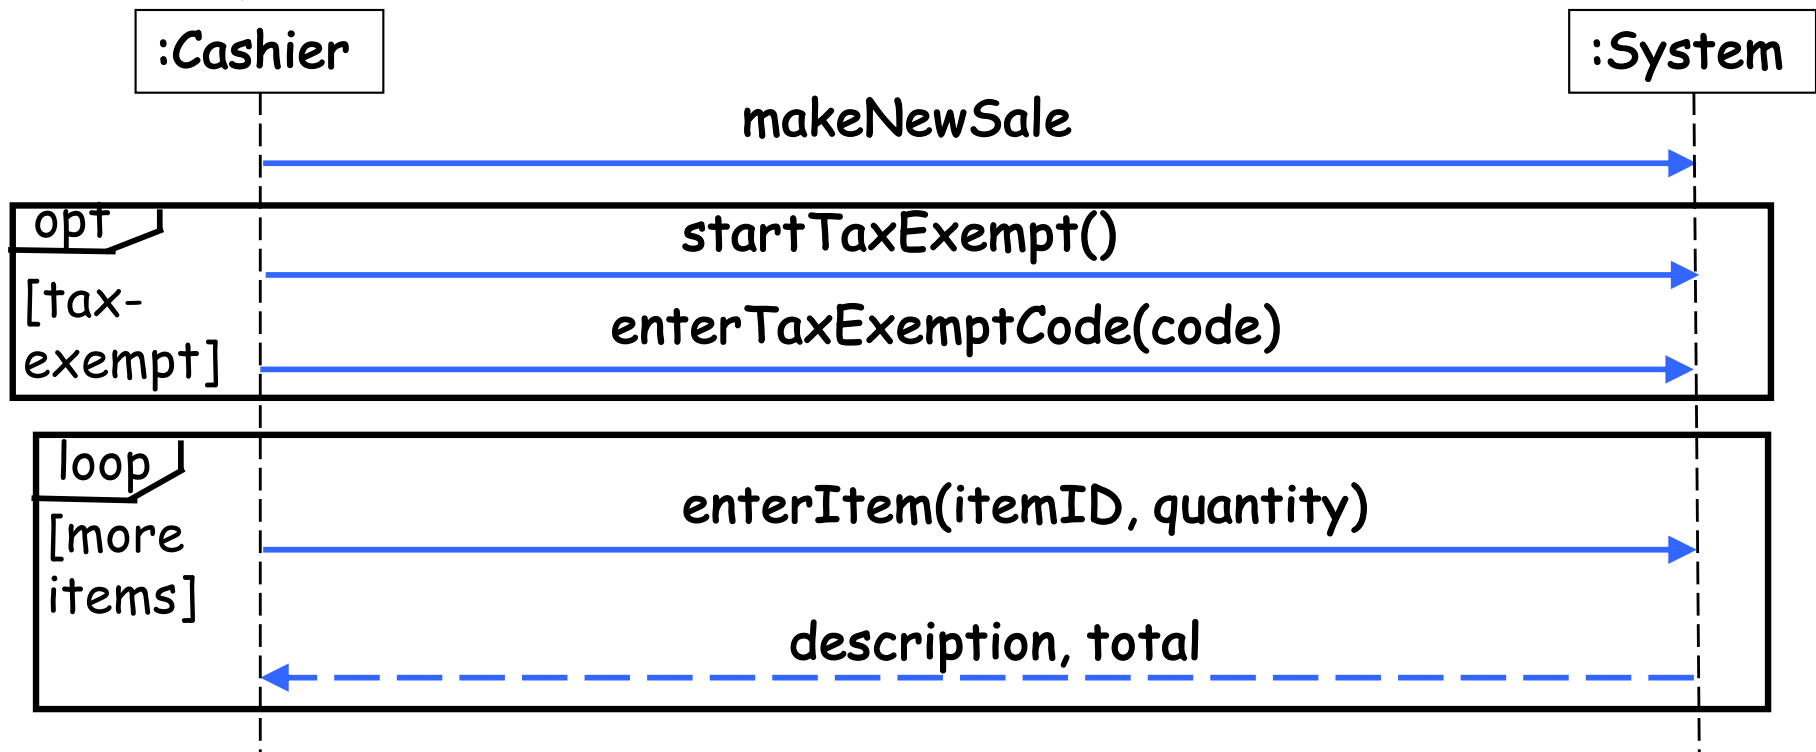 :Cashier
:System
makeNewSale
opt
startTaxExempt()
[tax-
exempt]
enterTaxExemptCode(code)
loop
enterItem(itemID, quantity)
[more
items]
description, total